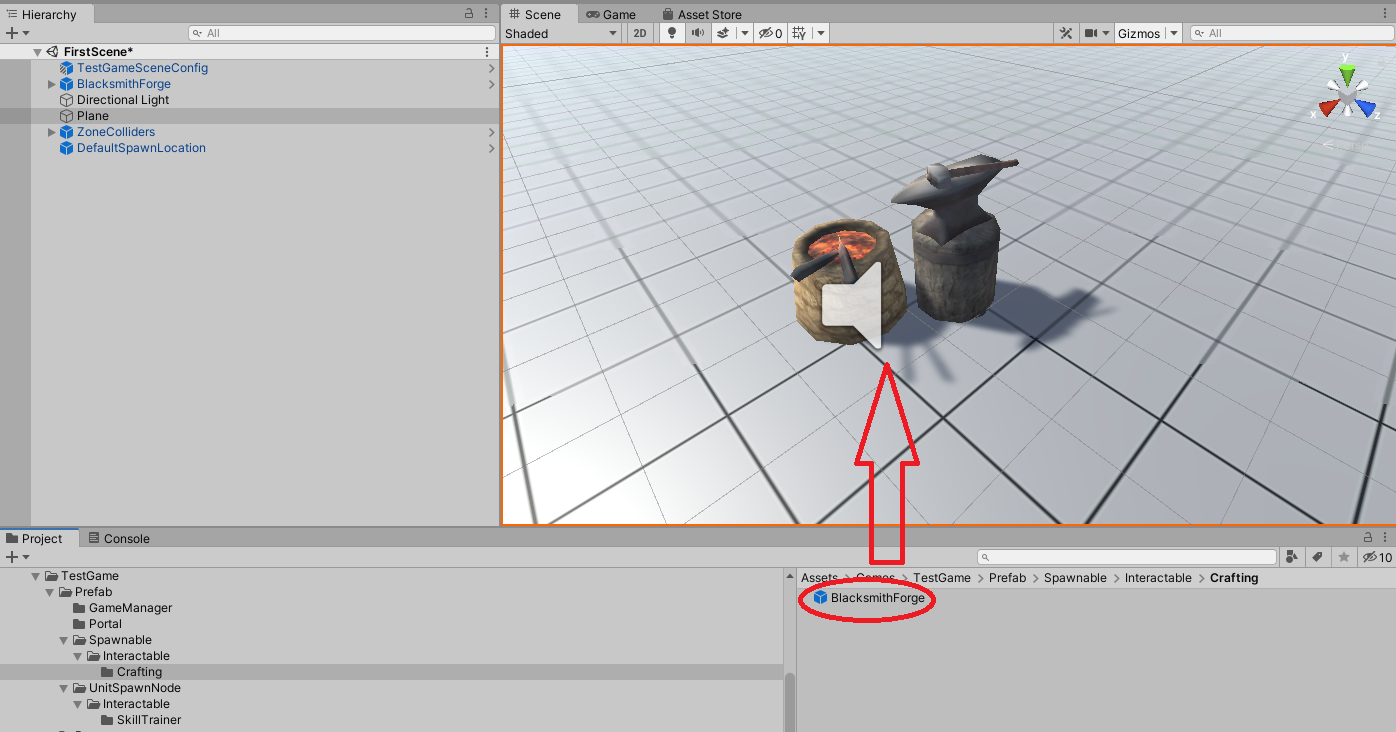 Hierarchy
All
FirstScene*
TestGameSceneConfig
BlacksmithForge
Directional Light
Plane
ZoneColliders
DefaultSpawnLocation
Scene Game Asset Store
Shaded 2D 0 Gizmos All
y
x z
Project Console
10
TestGame
Prefab
GameManager
Portal
Spawnable
Interactable
Crafting
UnitSpawnNode
Interactable
SkillTrainer
Assets > Games > TestGame > Prefab > Spawnable > Interactable > Crafting
BlacksmithForge